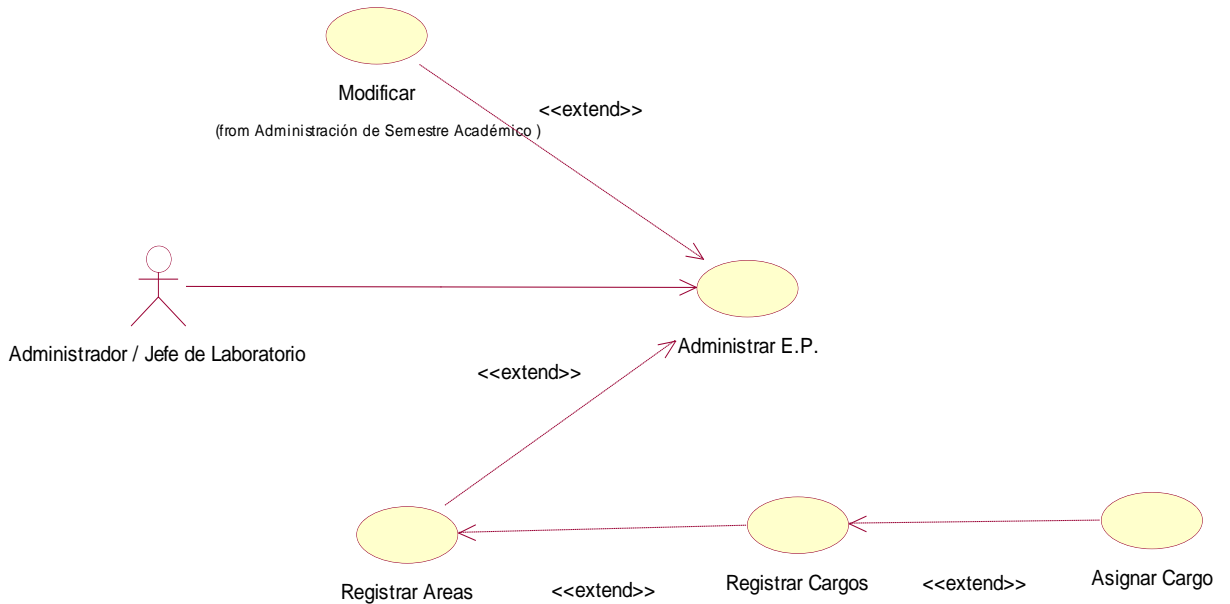 Modificar
<<extend>>
(from Administración de Semestre Académico )
Administrador / Jefe de Laboratorio
Administrar E.P.
<<extend>>
Registrar Areas
<<extend>>
Registrar Cargos
<<extend>>
Asignar Cargo